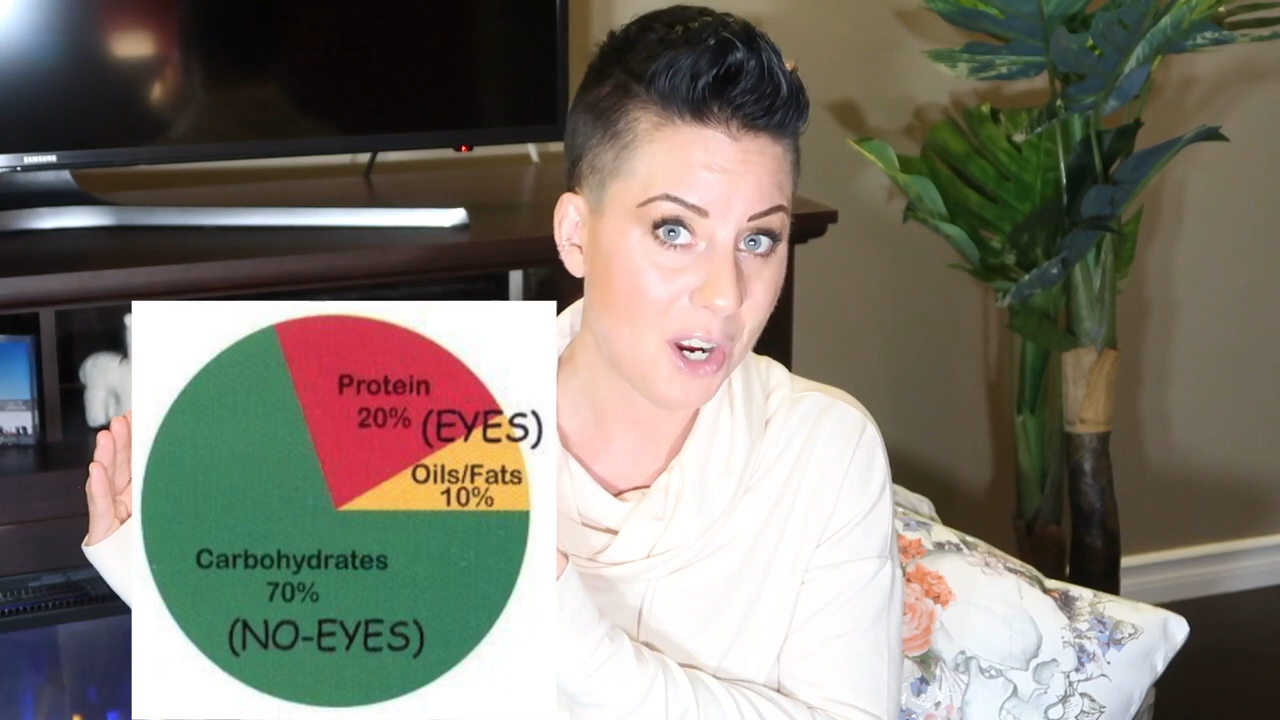 SAMSUNG
Protein
20% (EYES)
Oils/Fats
10%
Carbohydrates
70%
(NO-EYES)